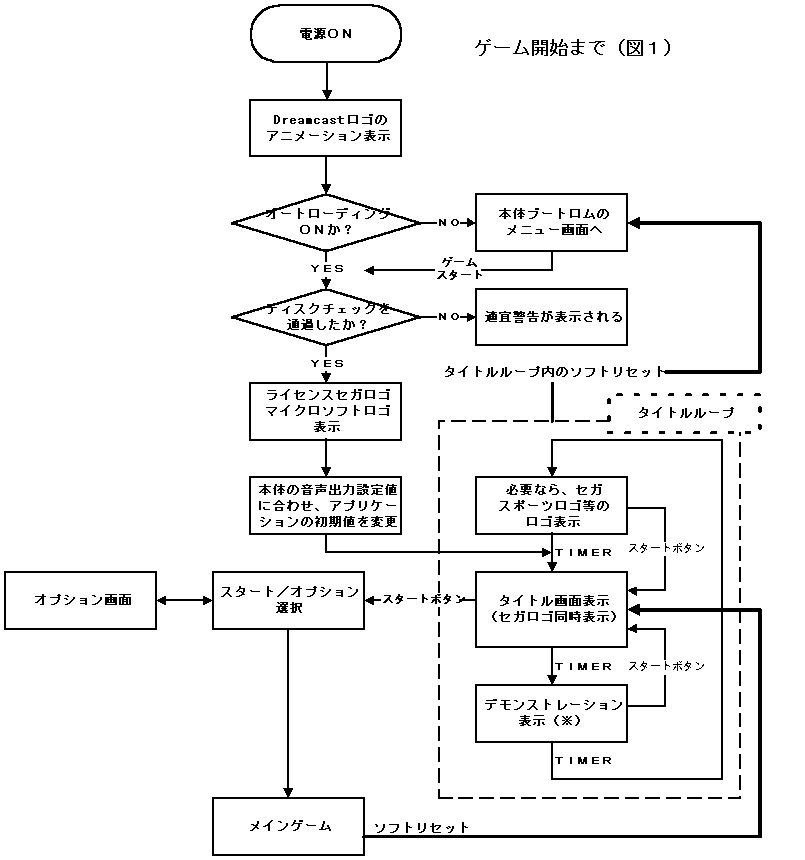 ゲーム開始まで（図１）
電源ＯＮ
Dreamcastロゴの
アニメーション表示
オートローディング
ＯＮか？
ＮＯ
本体ブートロムの
メニュー画面へ
ＹＥＳ
ゲーム
スタート
ディスクチェックを
通過したか？
ＮＯ
適宜警告が表示される
ＹＥＳ
タイトルループ内のソフトリセット
ライセンスセガロゴ
マイクロソフトロゴ
表示
タイトルループ
本体の音声出力設定値
に合わせ、アプリケー
ションの初期値を変更
必要なら、セガ
スポーツロゴ等の
ロゴ表示
ＴＩＭＥＲ
スタートボタン
オプション画面
スタート／オプション
選択
スタートボタン
タイトル画面表示
（セガロゴ同時表示）
ＴＩＭＥＲ
スタートボタン
デモンストレーション
表示（※）
ＴＩＭＥＲ
メインゲーム
ソフトリセット